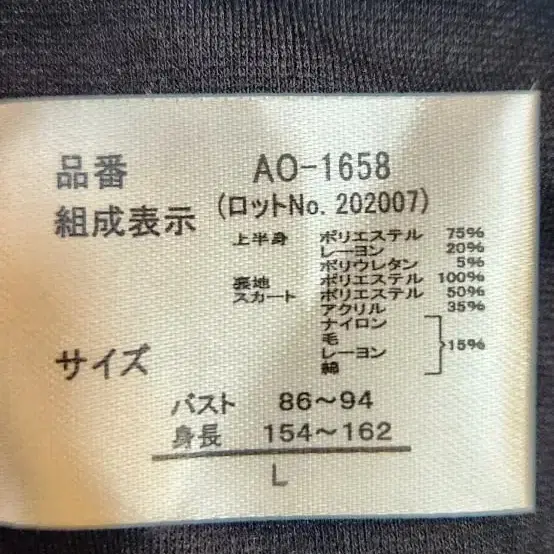 品番 AO-1658
組成表示 (ロットNo. 202007)
上半身 ポリエステル 75%
レーヨン 20%
ポリウレタン 5%
裏地 ポリエステル 100%
スカート ポリエステル 50%
アクリル 35%
ナイロン
毛
レーヨン
綿
15%
サイズ
バスト 86～94
身長 154～162
L